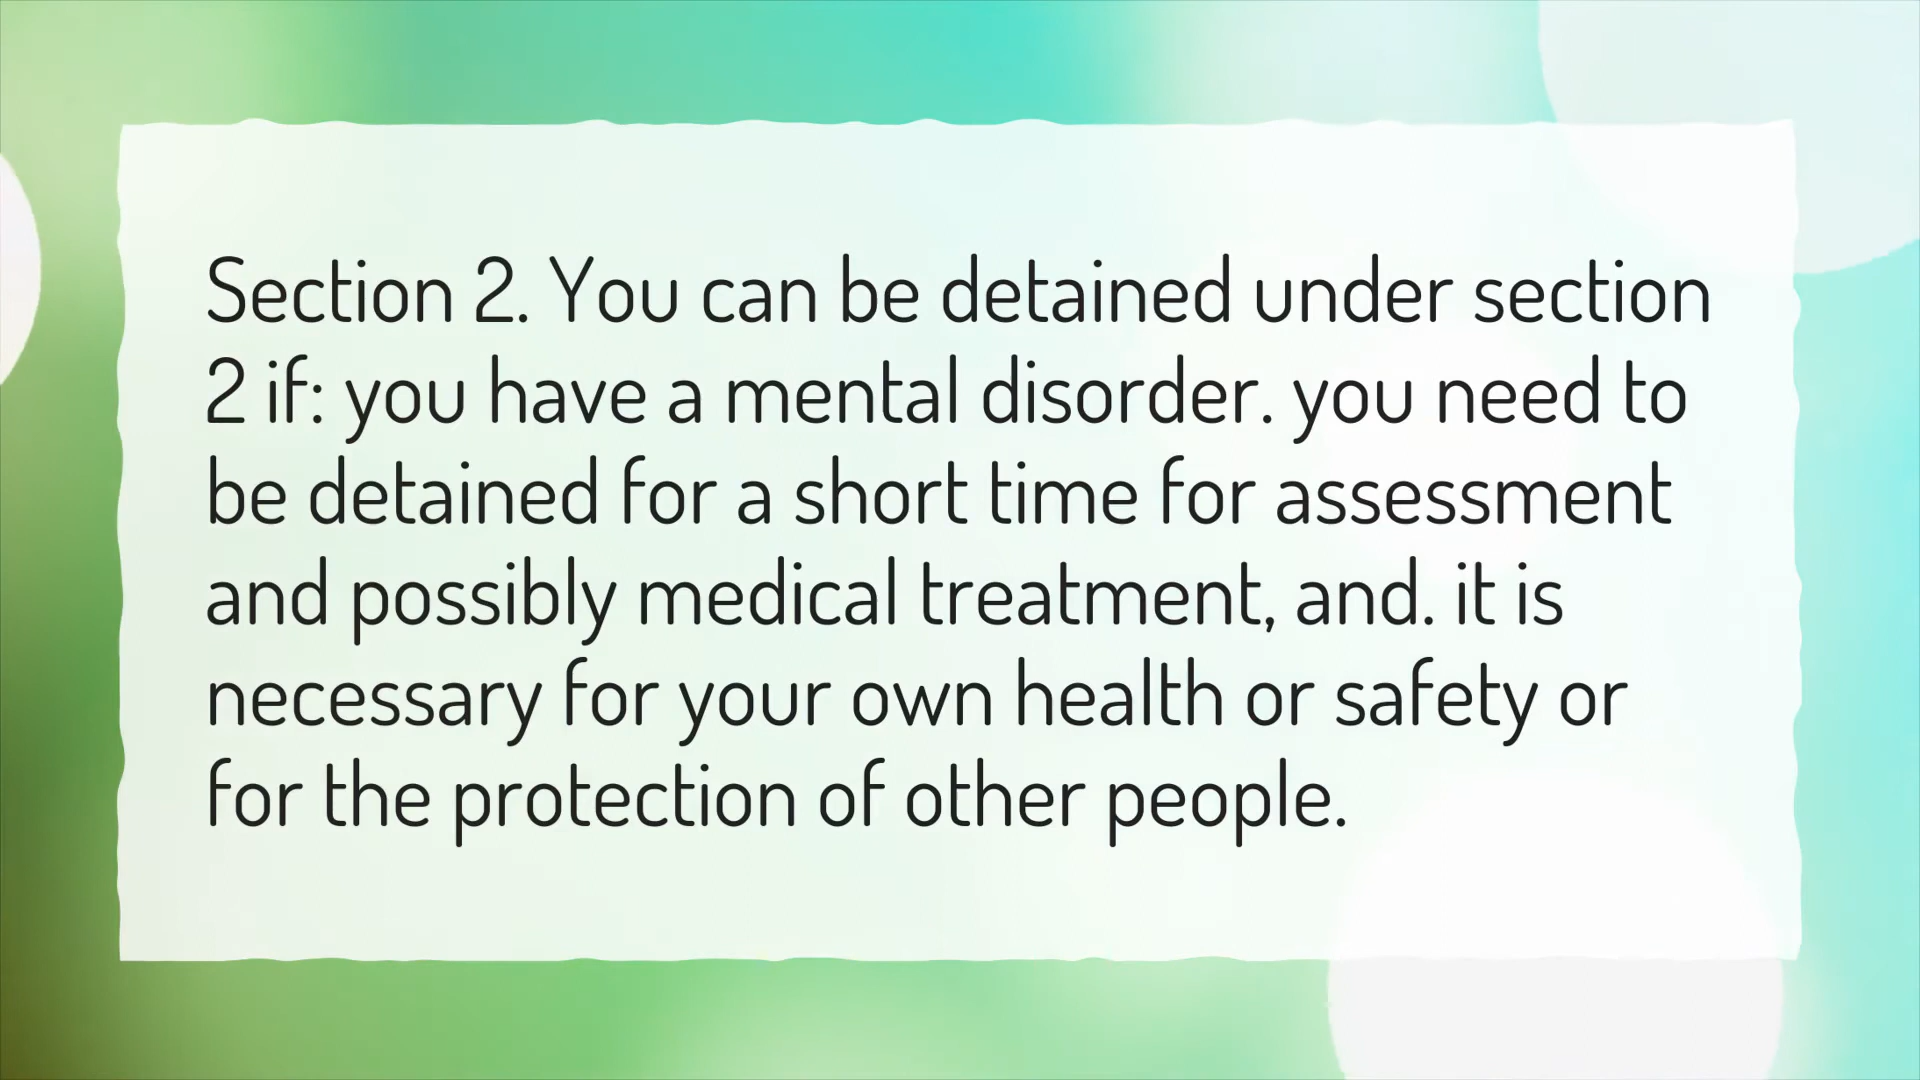 Section 2. You can be detained under section
2 if: you have a mental disorder. you need to
be detained for a short time for assessment
and possibly medical treatment, and. it is
necessary for your own health or safety or
for the protection of other people.